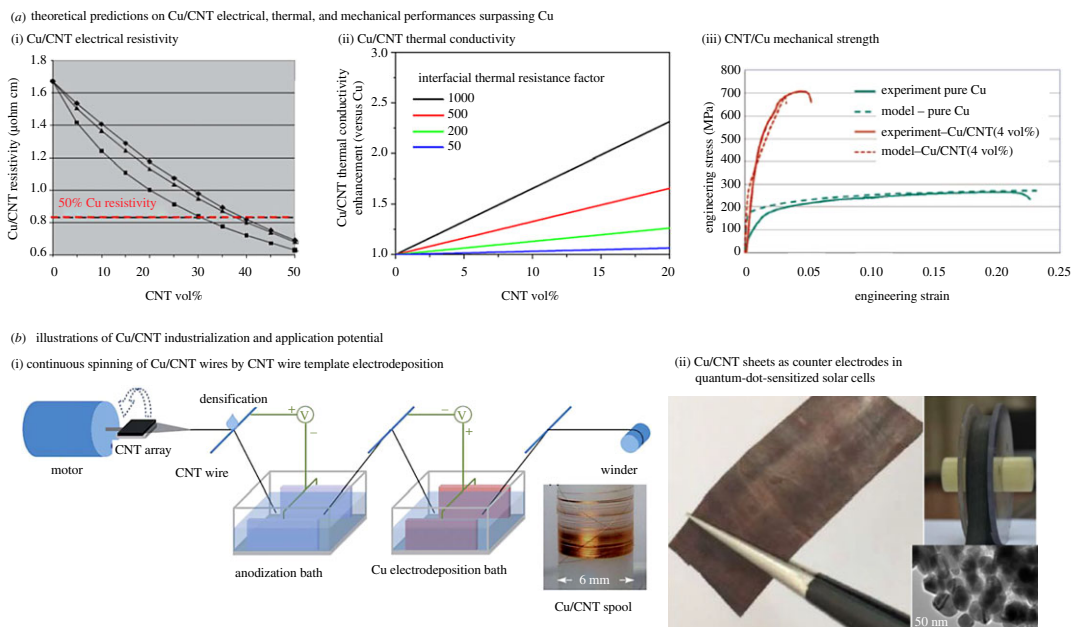 (a) theoretical predictions on Cu/CNT electrical, thermal, and mechanical performances surpassing Cu
(i) Cu/CNT electrical resistivity
Cu/CNT resistivity (µohm cm)
1.8
1.6
1.4
1.2
1.0
0.8
0.6
50% Cu resistivity
0 10 20 30 40 50
CNT vol%
(ii) Cu/CNT thermal conductivity
Cu/CNT thermal conductivity
enhancement (versus Cu)
3.0
2.5
2.0
1.5
1.0
interfacial thermal resistance factor
1000
500
200
50
0 5 10 15 20
CNT vol%
(iii) CNT/Cu mechanical strength
engineering stress (MPa)
800
700
600
500
400
300
200
100
0
experiment pure Cu
model – pure Cu
experiment–Cu/CNT(4 vol%)
model–Cu/CNT(4 vol%)
0 0.05 0.10 0.15 0.20 0.25
engineering strain
(b) illustrations of Cu/CNT industrialization and application potential
(i) continuous spinning of Cu/CNT wires by CNT wire template electrodeposition
motor
CNT array
densification
CNT wire
+ V
–
anodization bath
– V
+
Cu electrodeposition bath
winder
6 mm
Cu/CNT spool
(ii) Cu/CNT sheets as counter electrodes in
quantum-dot-sensitized solar cells
50 nm